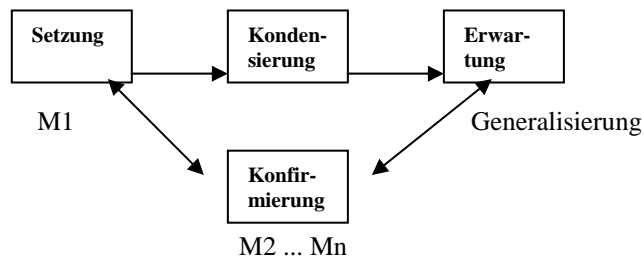 Setzung
Konden-
sierung
Erwar-
tung
M1
Generalisierung
Konfir-
mierung
M2 ... Mn